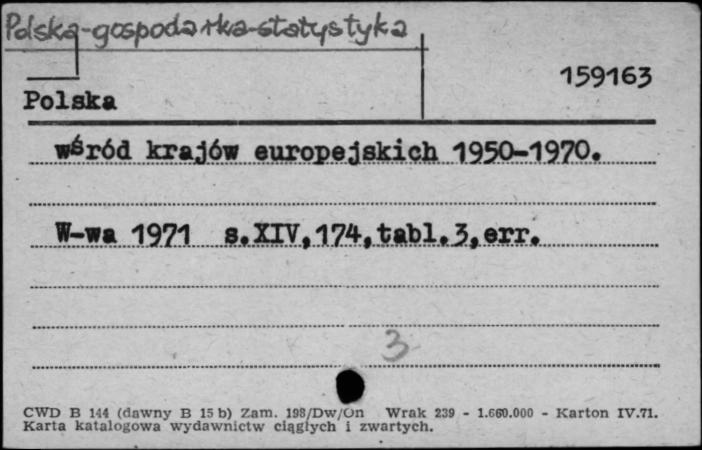 Polska-gospodarka-statystyka
159163
Polska
wśród krajów europejskich 1950-1970.
W-wa 1971 s.XIV,174,tabl.3,err.
3
CWD B 144 (dawny B 15 b) Zam. 198/Dw/On Wrak 239 - 1.660.000 - Karton IV.71.
Karta katalogowa wydawnictw ciągłych i zwartych.